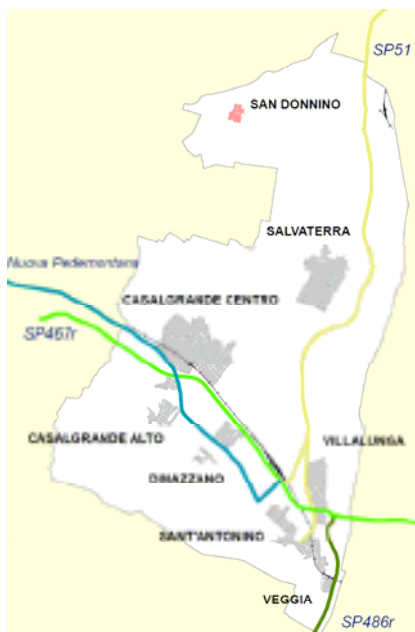 SP51
SAN DONNINO
SALVATERRA
Nuova Pedemontana
CASALGRANDE CENTRO
SP467r
CASALGRANDE ALTO
VILLALUNGA
DINAZZANO
SANT'ANTONINO
VEGGIA
SP486r